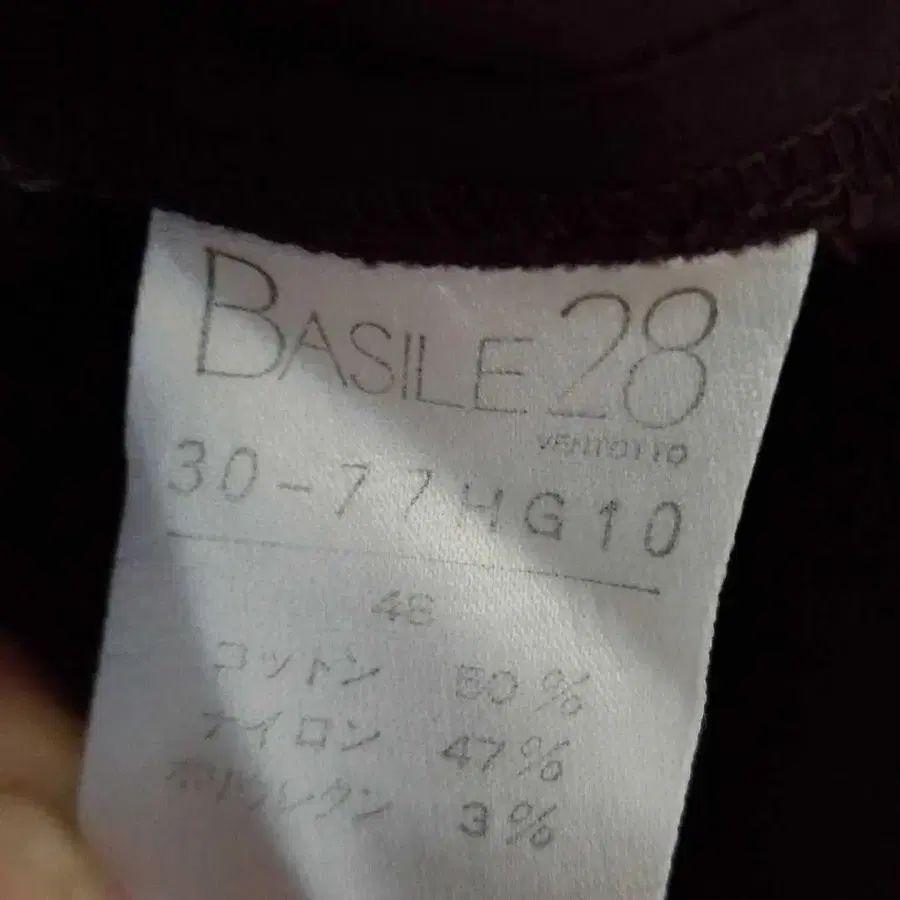 BASILE 28
VENTOTTO
30-77HG10
48
コットン 50%
ナイロン 47%
ポリウレタン 3%